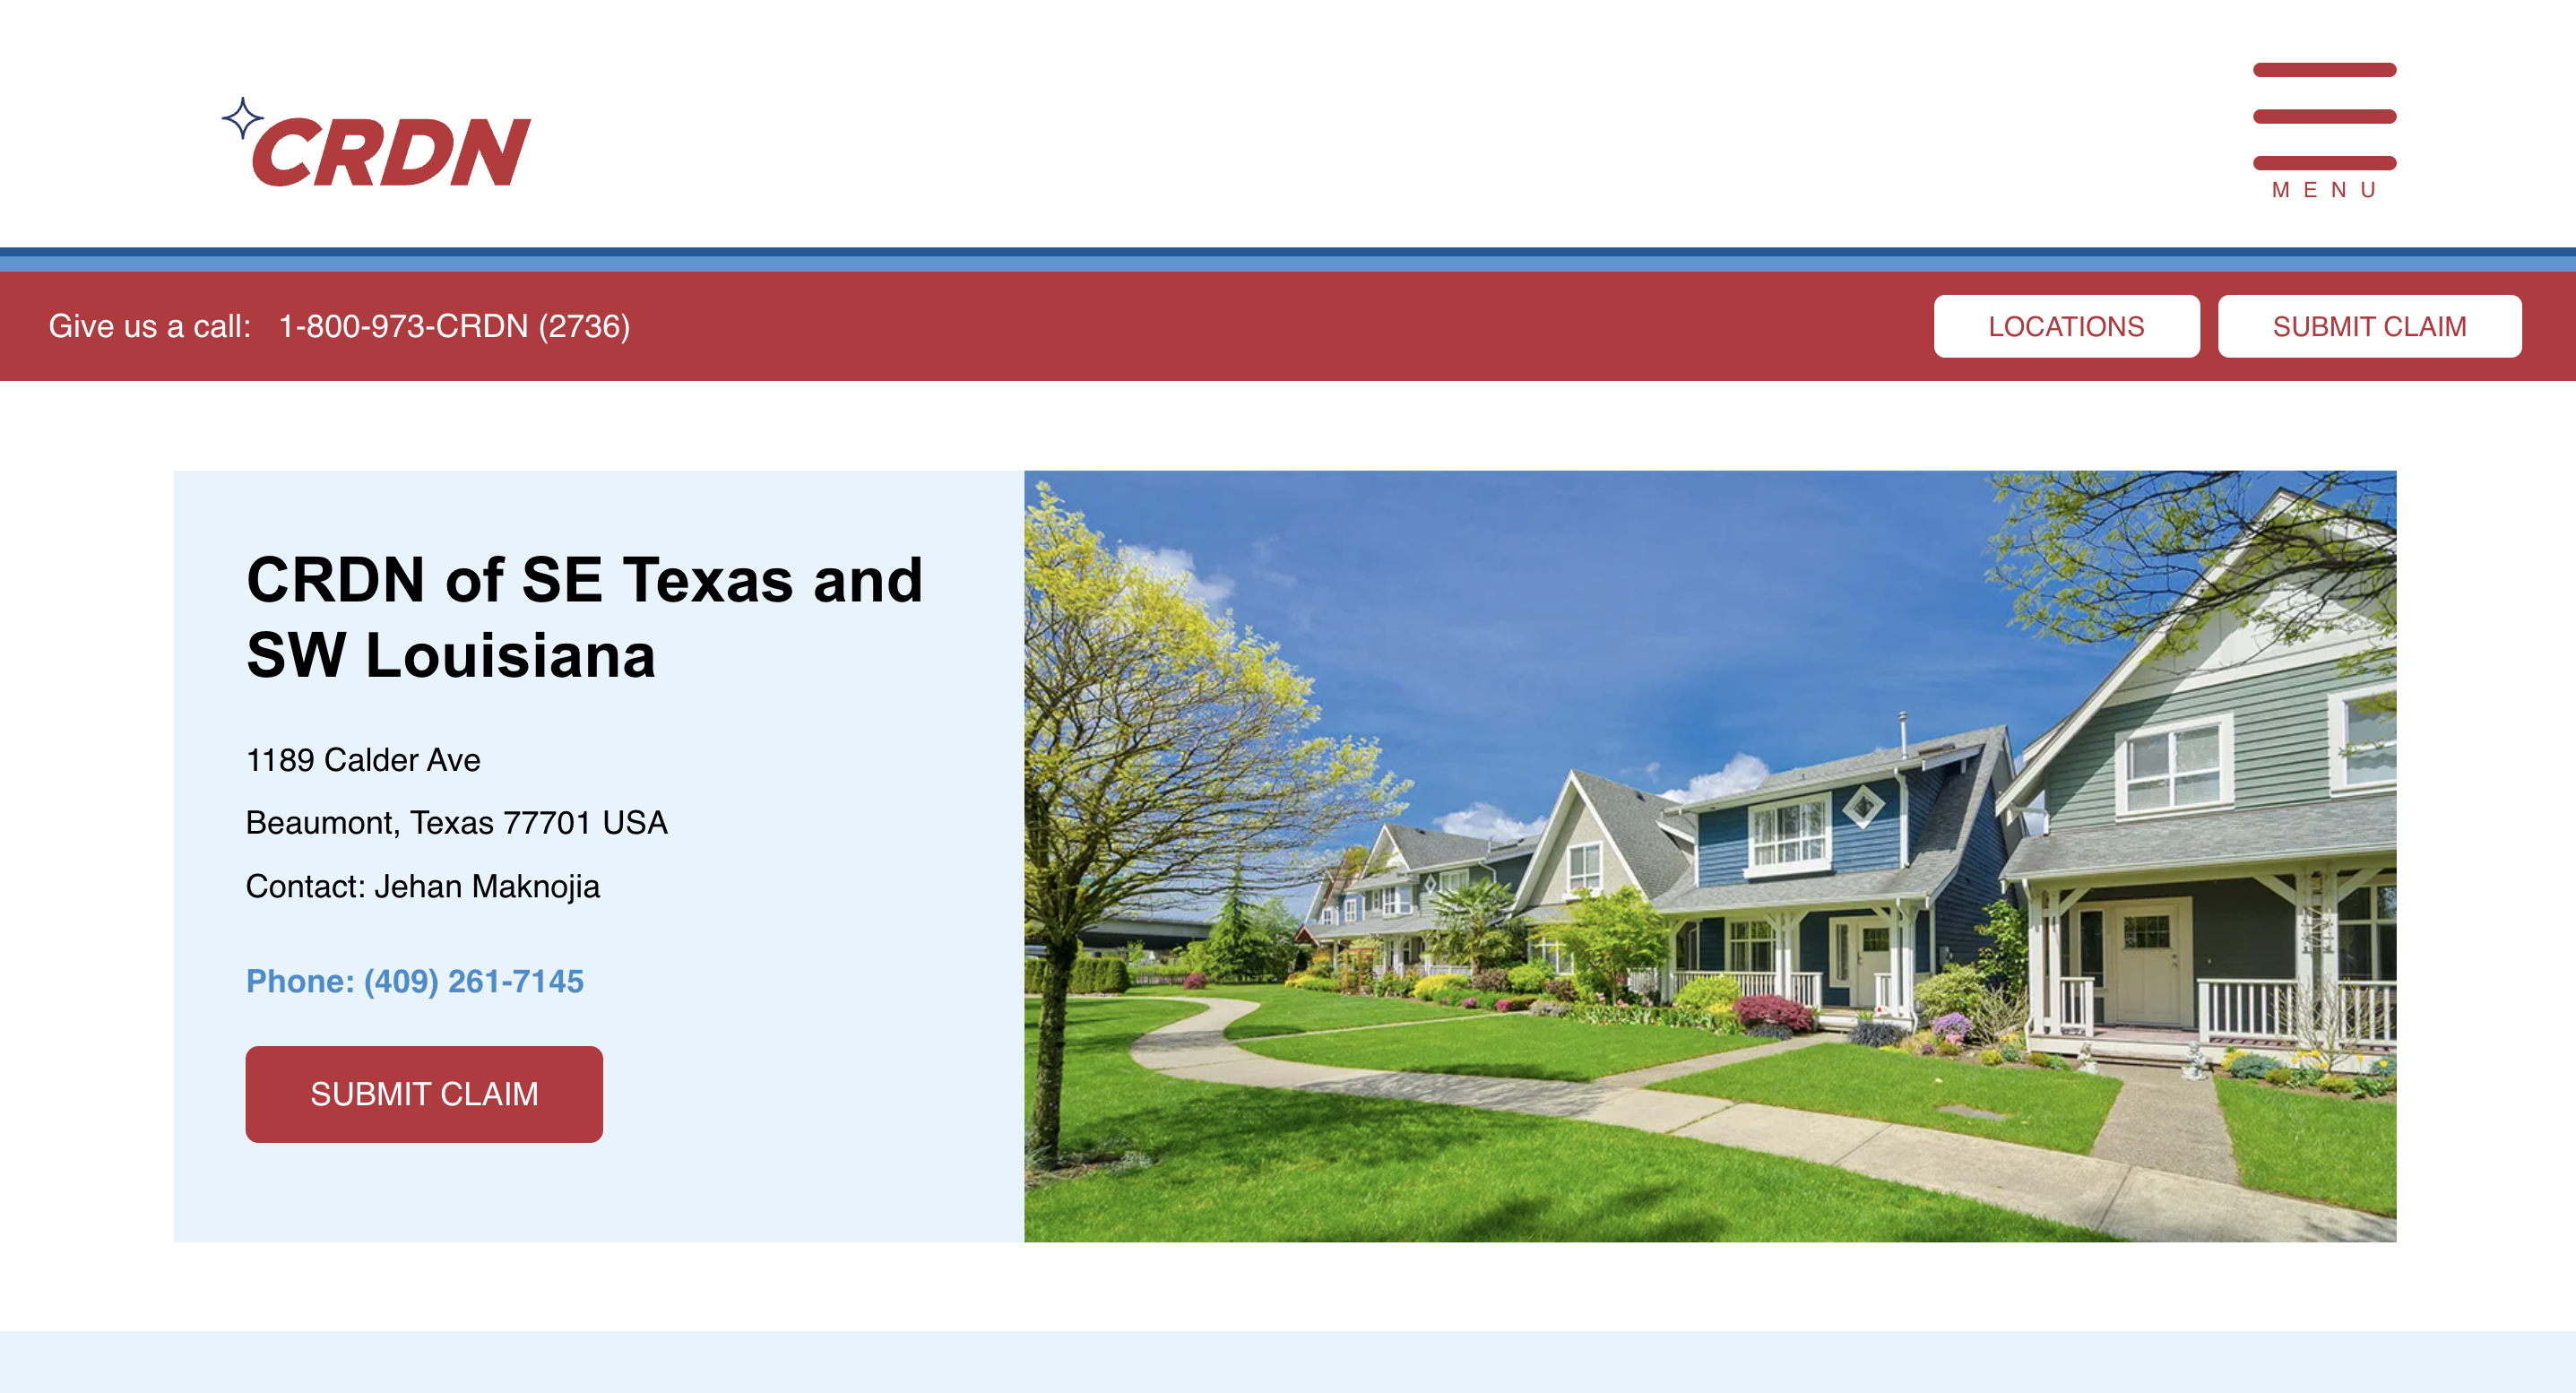 CRDN
MENU
Give us a call: 1-800-973-CRDN (2736)
LOCATIONS
SUBMIT CLAIM
CRDN of SE Texas and
SW Louisiana
1189 Calder Ave
Beaumont, Texas 77701 USA
Contact: Jehan Maknojia
Phone: (409) 261-7145
SUBMIT CLAIM